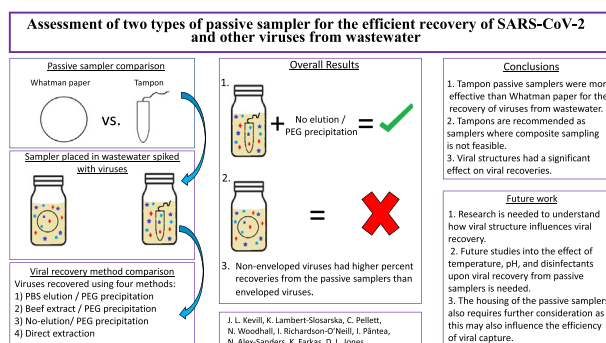 Assessment of two types of passive sampler for the efficient recovery of SARS-CoV-2
and other viruses from wastewater
Passive sampler comparison
Whatman paper
Tampon
vs.
Sampler placed in wastewater spiked
with viruses
Viral recovery method comparison
Viruses recovered using four methods:
1) PBS elution / PEG precipitation
2) Beef extract / PEG precipitation
3) No-elution/ PEG precipitation
4) Direct extraction
Overall Results
1.
+
No elution /
PEG precipitation
=
2.
=
3. Non-enveloped viruses had higher percent
recoveries from the passive samplers than
enveloped viruses.
J. L. Kevill, K. Lambert-Slosarska, C. Pellett,
N. Woodhall, I. Richardson-O'Neill, I. Pântea,
N. Alex-Sanders, K. Farkas, D. L. Jones
Conclusions
1. Tampon passive samplers were mor
effective than Whatman paper for the
recovery of viruses from wastewater.
2. Tampons are recommended as
samplers where composite sampling
is not feasible.
3. Viral structures had a significant
effect on viral recoveries.
Future work
1. Research is needed to understand
how viral structure influences viral
recovery.
2. Future studies into the effect of
temperature, pH, and disinfectants
upon viral recovery from passive
samplers is needed.
3. The housing of the passive samplers
also requires further consideration as
this may also influence the efficiency
of viral capture.